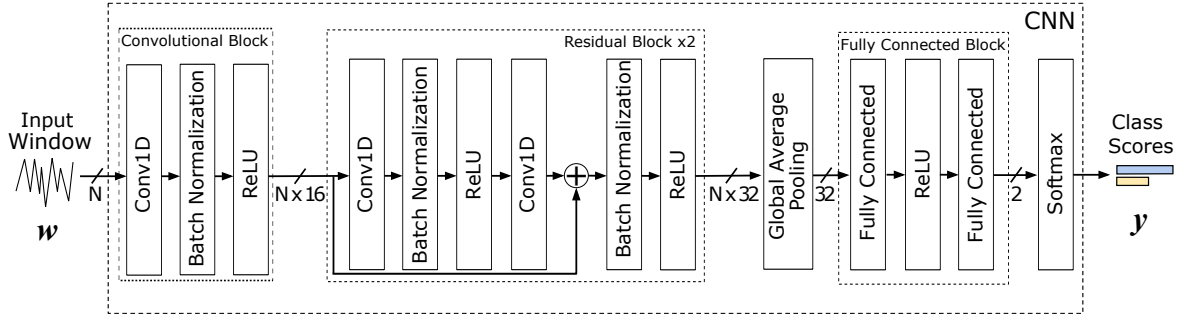 CNN
Convolutional Block
Residual Block x2
Fully Connected Block
Input
Window
w
N
Conv1D
Batch Normalization
ReLU
N x 16
Conv1D
Batch Normalization
ReLU
Conv1D
+
Batch Normalization
ReLU
N x 32
Global Average
Pooling
32
Fully Connected
ReLU
Fully Connected
2
Softmax
Class
Scores
y